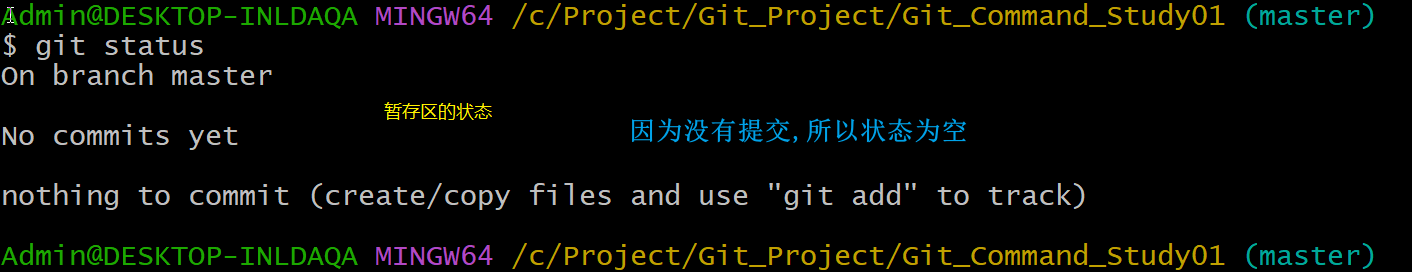 Admin@DESKTOP-INLDAQA MINGW64 /c/Project/Git_Project/Git_Command_Study01 (master)
$ git status
On branch master
暂存区的状态
No commits yet
因为没有提交,所以状态为空
nothing to commit (create/copy files and use "git add" to track)
Admin@DESKTOP-INLDAQA MINGW64 /c/Project/Git_Project/Git_Command_Study01 (master)